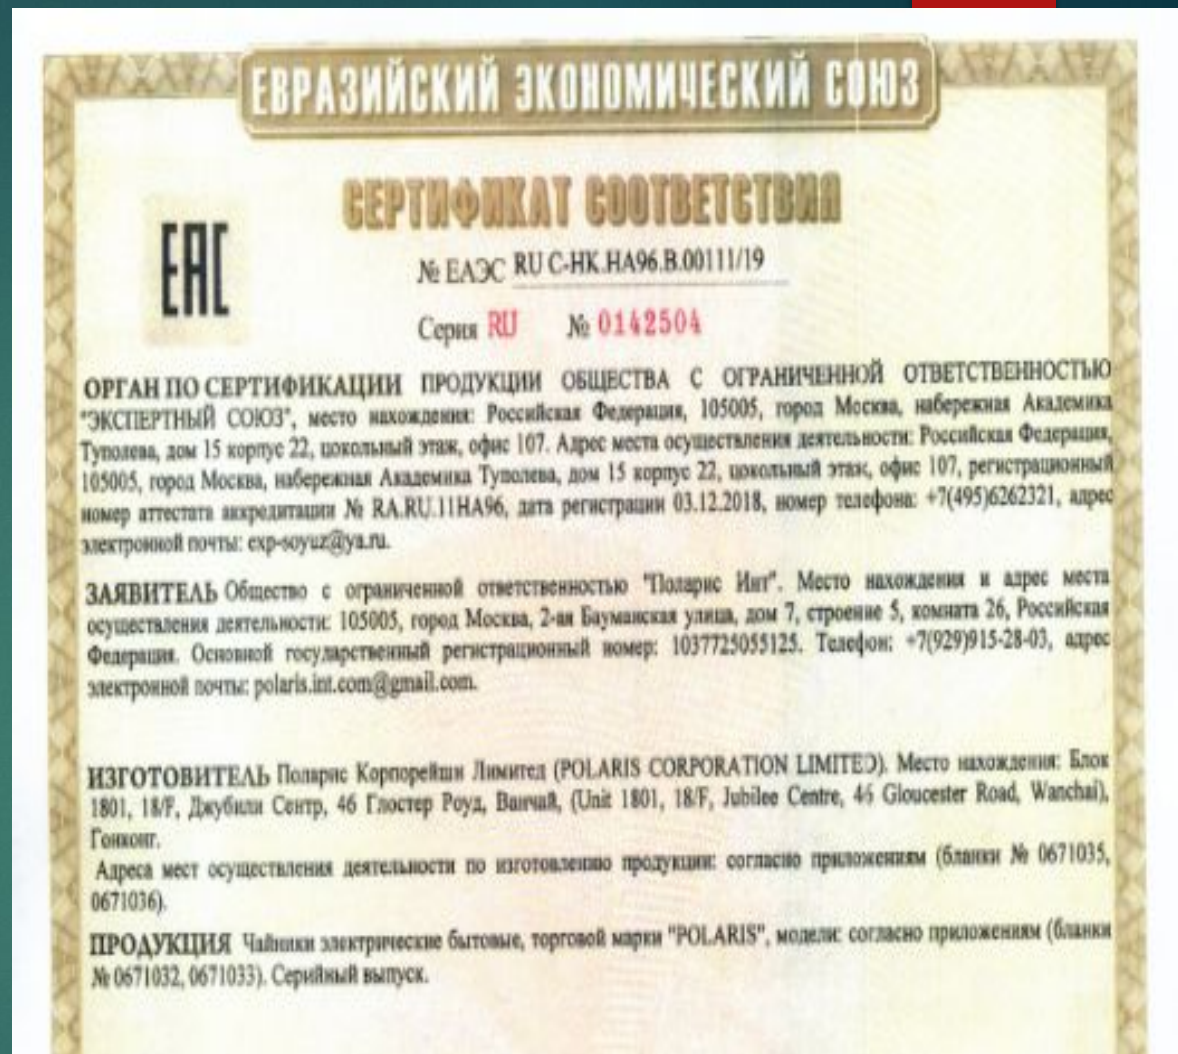 ЕВРАЗИЙСКИЙ ЭКОНОМИЧЕСКИЙ СОЮЗ
СЕРТИФИКАТ СООТВЕТСТВИЯ
EAC
№ ЕАЭС RU C-HK.HA96.B.00111/19
Серия RU № 0142504
ОРГАН ПО СЕРТИФИКАЦИИ ПРОДУКЦИИ ОБЩЕСТВА С ОГРАНИЧЕННОЙ ОТВЕТСТВЕННОСТЬЮ
"ЭКСПЕРТНЫЙ СОЮЗ", место нахождения: Российская Федерация, 105005, город Москва, набережная Академика
Туполева, дом 15 корпус 22, цокольный этаж, офис 107. Адрес места осуществления деятельности: Российская Федерация,
105005, город Москва, набережная Академика Туполева, дом 15 корпус 22, цокольный этаж, офис 107, регистрационный
номер аттестата аккредитации № RA.RU.11HA96, дата регистрации 03.12.2018, номер телефона: +7(495)6262321, адрес
электронной почты: exp-soyuz@ya.ru.
ЗАЯВИТЕЛЬ Общество с ограниченной ответственностью "Поларис Инт". Место нахождения и адрес места
осуществления деятельности: 105005, город Москва, 2-ая Бауманская улица, дом 7, строение 5, комната 26, Российская
Федерация. Основной государственный регистрационный номер: 1037725055125. Телефон: +7(929)915-28-03, адрес
электронной почты: polaris.int.com@gmail.com.
ИЗГОТОВИТЕЛЬ Поларис Корпорейшн Лимитед (POLARIS CORPORATION LIMITED). Место нахождения: Блок
1801, 18/F, Джубили Сентр, 46 Глостер Роуд, Ванчай, (Unit 1801, 18/F, Jubilee Centre, 46 Gloucester Road, Wanchai),
Гонконг.
Адреса мест осуществления деятельности по изготовлению продукции: согласно приложениям (бланки № 0671035,
0671036).
ПРОДУКЦИЯ Чайники электрические бытовые, торговой марки "POLARIS", модели: согласно приложениям (бланки
№ 0671032, 0671033). Серийный выпуск.